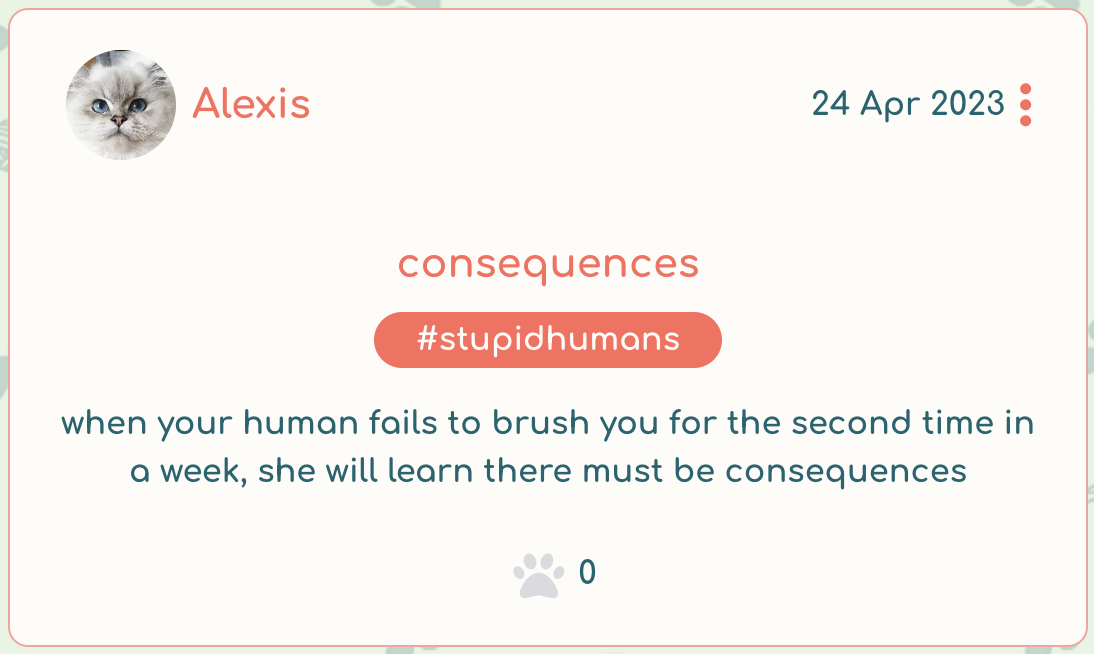 Alexis
24 Apr 2023
consequences
#stupidhumans
when your human fails to brush you for the second time in
a week, she will learn there must be consequences
0